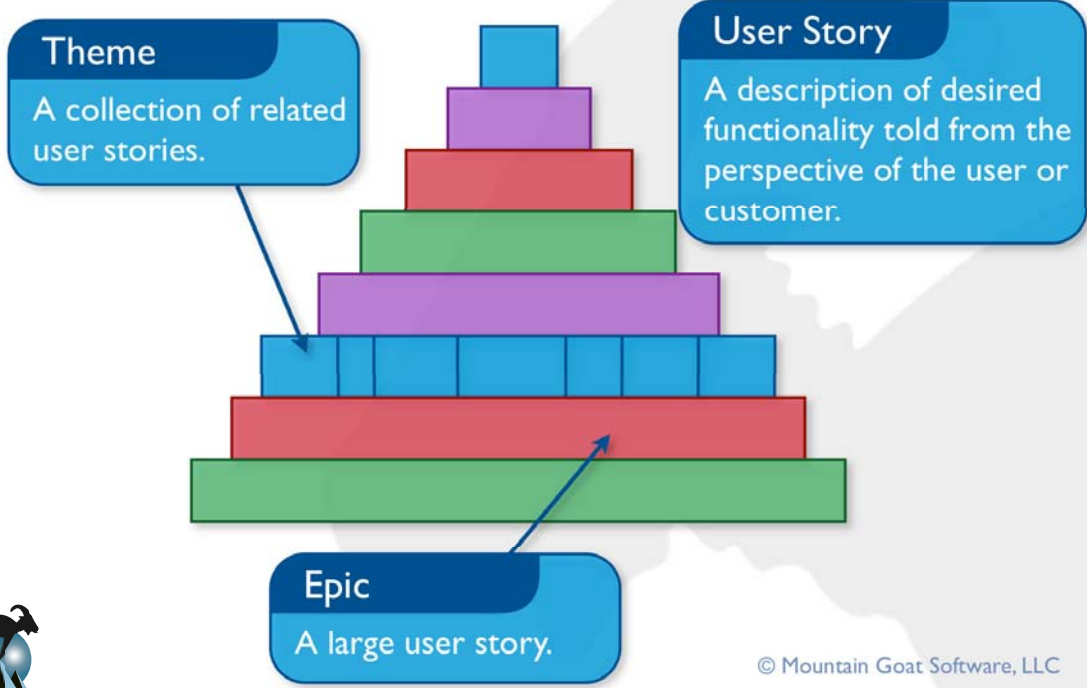 Theme
A collection of related
user stories.
User Story
A description of desired
functionality told from the
perspective of the user or
customer.
Epic
A large user story.
© Mountain Goat Software, LLC